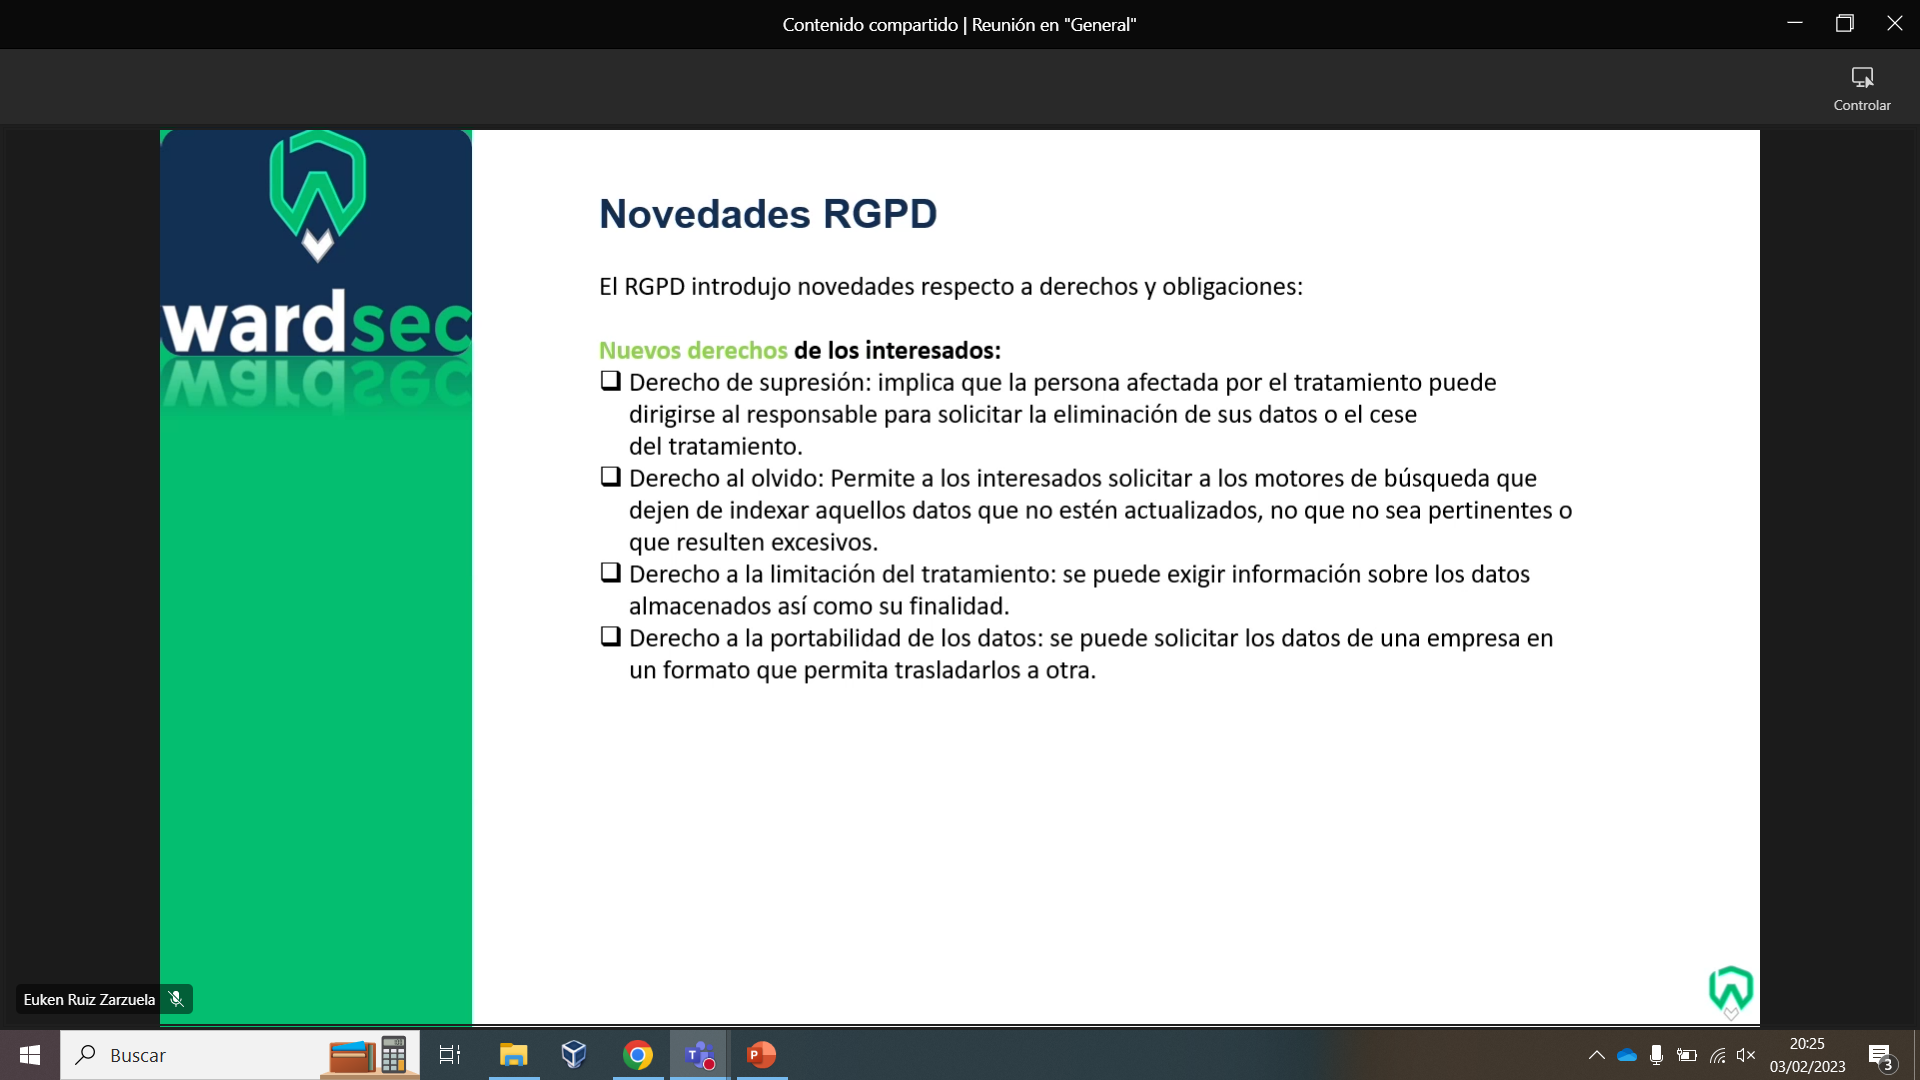 Contenido compartido | Reunión en "General"
Controlar
wardsec
Novedades RGPD
El RGPD introdujo novedades respecto a derechos y obligaciones:
Nuevos derechos de los interesados:
❑ Derecho de supresión: implica que la persona afectada por el tratamiento puede
dirigirse al responsable para solicitar la eliminación de sus datos o el cese
del tratamiento.
❑ Derecho al olvido: Permite a los interesados solicitar a los motores de búsqueda que
dejen de indexar aquellos datos que no estén actualizados, no que no sea pertinentes o
que resulten excesivos.
❑ Derecho a la limitación del tratamiento: se puede exigir información sobre los datos
almacenados así como su finalidad.
❑ Derecho a la portabilidad de los datos: se puede solicitar los datos de una empresa en
un formato que permita trasladarlos a otra.
Euken Ruiz Zarzuela
Buscar
20:25
03/02/2023
3